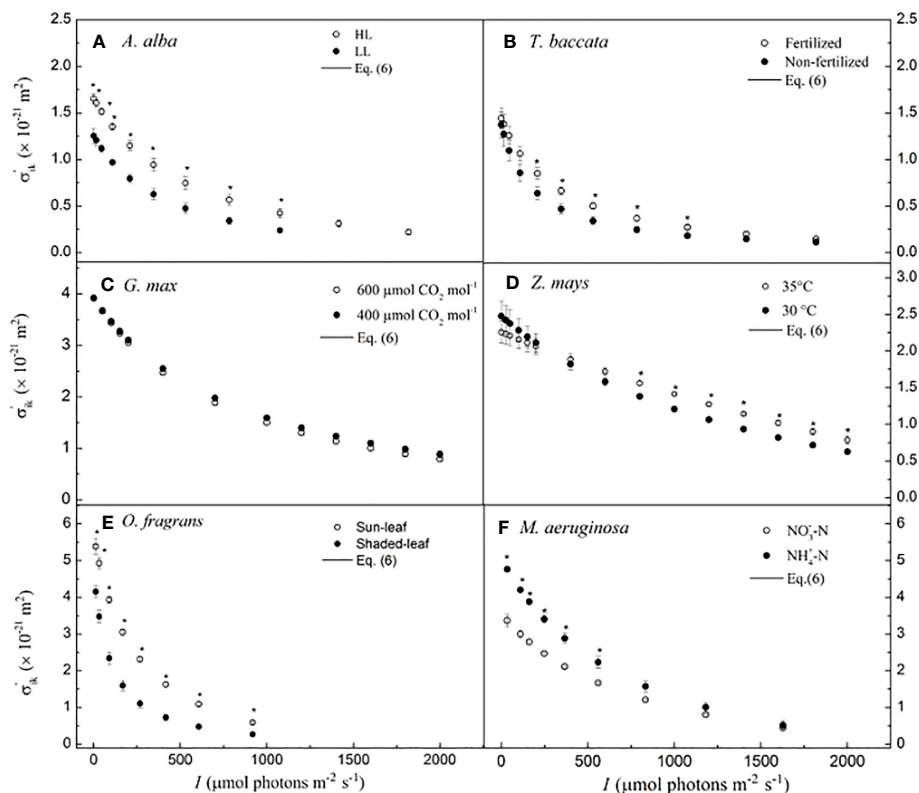 A A. alba
HL
LL
Eq. (6)
B T. baccata
Fertilized
Non-fertilized
Eq. (6)
2.5
2.0
1.5
1.0
0.5
0.0
2.5
2.0
1.5
1.0
0.5
0.0
σ'ik (× 10-21 m2)
* * * * * * * * *
* * * * *
C G. max
600 μmol CO2 mol-1
400 μmol CO2 mol-1
Eq. (6)
D Z. mays
35°C
30 °C
Eq. (6)
4
3
2
1
0
3.0
2.5
2.0
1.5
1.0
0.5
0.0
σ'ik (× 10-21 m2)
* * * * * * *
E O. fragrans
Sun-leaf
Shaded-leaf
Eq. (6)
F M. aeruginosa
NO3--N
NH4+-N
Eq.(6)
6
5
4
3
2
1
0
6
5
4
3
2
1
0
σ'ik (× 10-21 m2)
* * * * * * * *
* * * * * *
0 500 1000 1500 2000
0 500 1000 1500 2000
I (μmol photons m-2 s-1)
I (μmol photons m-2 s-1)